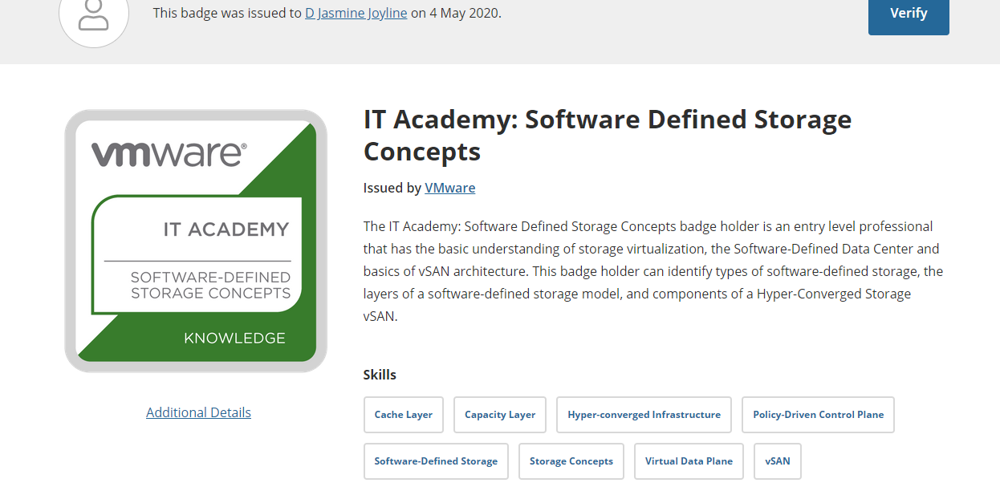 This badge was issued to D Jasmine Joyline on 4 May 2020.
Verify
vmware®
IT ACADEMY
SOFTWARE-DEFINED
STORAGE CONCEPTS
KNOWLEDGE
Additional Details
IT Academy: Software Defined Storage
Concepts
Issued by VMware
The IT Academy: Software Defined Storage Concepts badge holder is an entry level professional
that has the basic understanding of storage virtualization, the Software-Defined Data Center and
basics of vSAN architecture. This badge holder can identify types of software-defined storage, the
layers of a software-defined storage model, and components of a Hyper-Converged Storage
vSAN.
Skills
Cache Layer Capacity Layer Hyper-converged Infrastructure Policy-Driven Control Plane
Software-Defined Storage Storage Concepts Virtual Data Plane vSAN